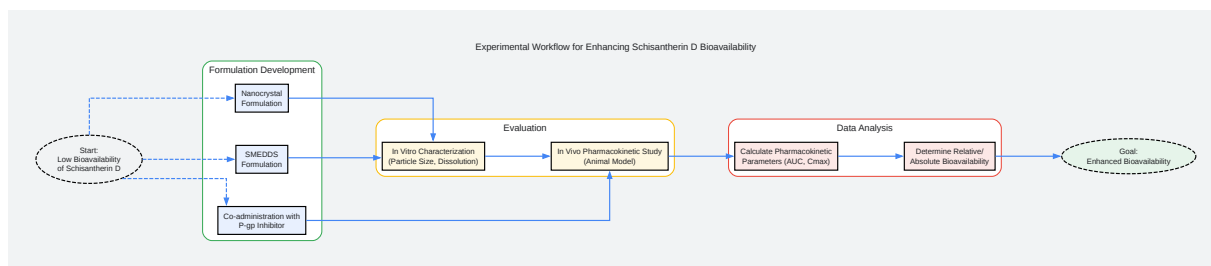 Experimental Workflow for Enhancing Schisantherin D Bioavailability
Start:
Low Bioavailability
of Schisantherin D
Formulation Development
Nanocrystal
Formulation
SMEDDS
Formulation
Co-administration with
P-gp Inhibitor
Evaluation
In Vitro Characterization
(Particle Size, Dissolution)
In Vivo Pharmacokinetic Study
(Animal Model)
Data Analysis
Calculate Pharmacokinetic
Parameters (AUC, Cmax)
Determine Relative/
Absolute Bioavailability
Goal:
Enhanced Bioavailability